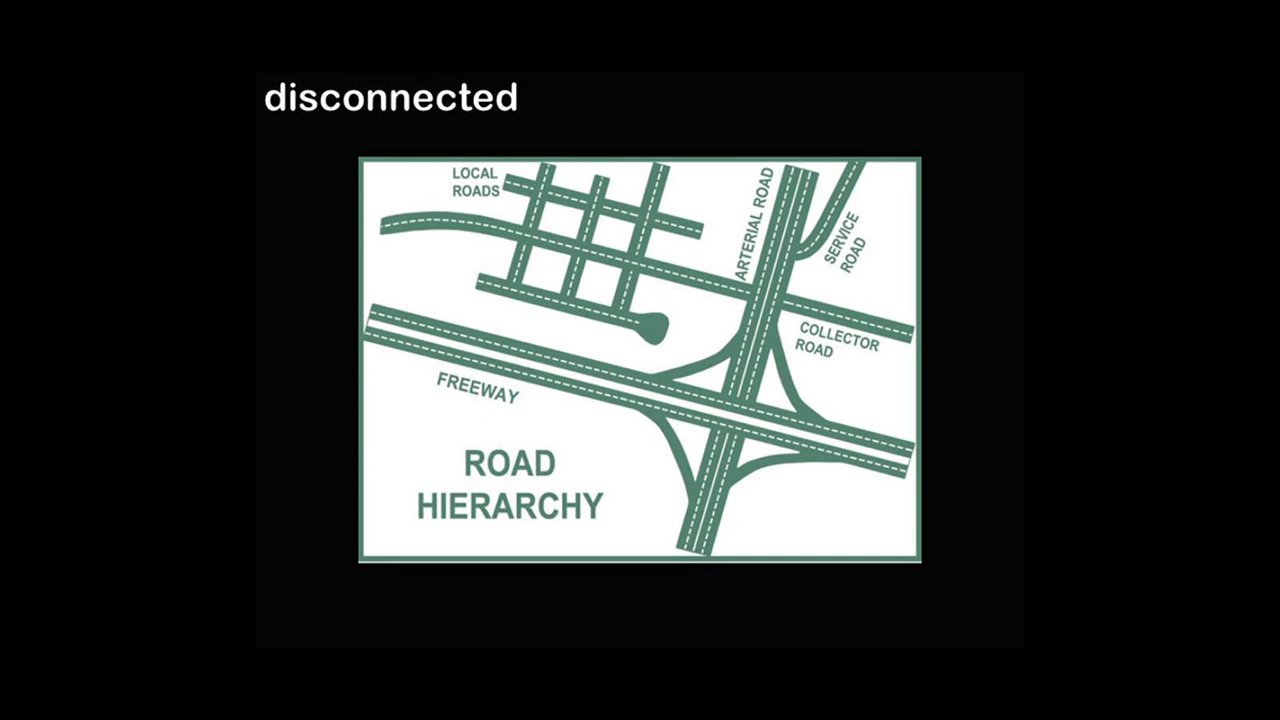 disconnected
LOCAL
ROADS
ARTERIAL ROAD
SERVICE
ROAD
COLLECTOR
ROAD
FREEWAY
ROAD
HIERARCHY